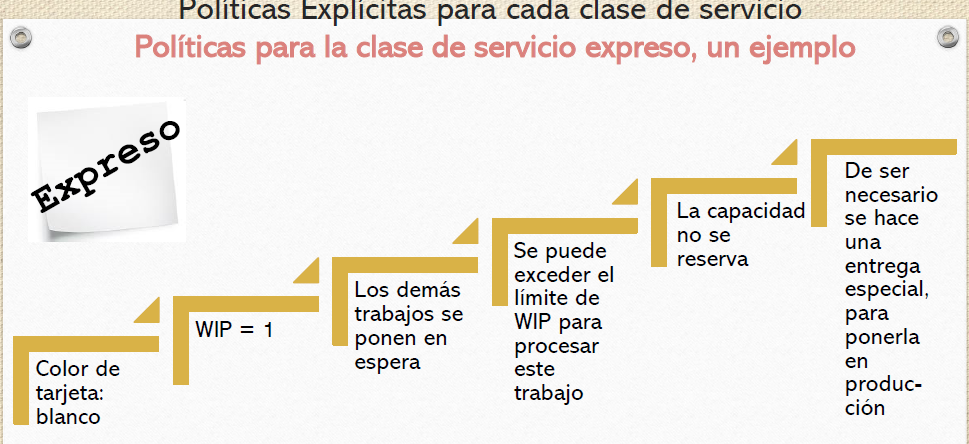 Políticas Explícitas para cada clase de servicio
Políticas para la clase de servicio expreso, un ejemplo
Expreso
Color de
tarjeta:
blanco
WIP = 1
Los demás
trabajos se
ponen en
espera
Se puede
exceder el
límite de
WIP para
procesar
este
trabajo
La capacidad
no se
reserva
De ser
necesario
se hace
una
entrega
especial,
para
ponerla
en
produc-
ción